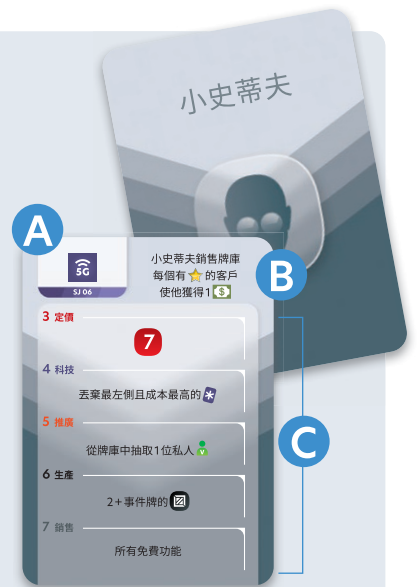 小史蒂夫
A
5G
SJ 06
小史蒂夫銷售牌庫
每個有⭐的客戶
使他獲得1$
B
3 定價
7
4 科技
丟棄最左側且成本最高的*
5 推廣
從牌庫中抽取1位私人V
6 生產
2+事件牌的
7 銷售
所有免費功能
C